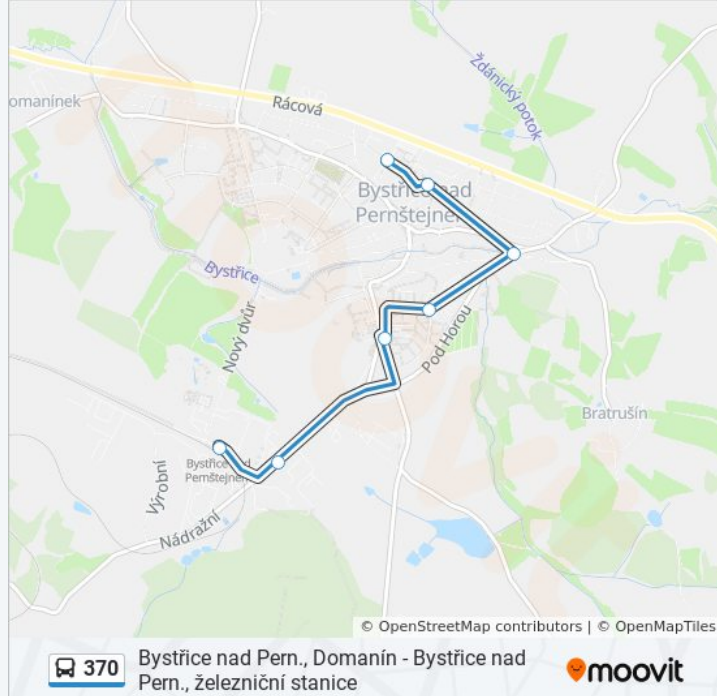 omanínek
Rácová
Ždánický potok
Bystřice nad
Pernštejnem
Bystřice
Nový dvůr
Pod Horou
Bratrušín
Bystřice nad
Pernštejnem
Výrobní
Nádražní
© OpenStreetMap contributors | © OpenMapTiles
370
Bystřice nad Pern., Domanín - Bystřice nad
Pern., železniční stanice
moovit